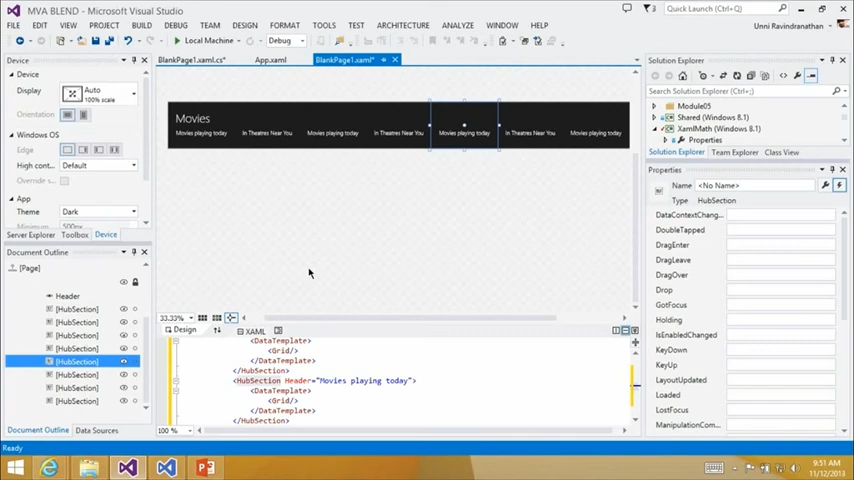 MVA BLEND - Microsoft Visual Studio
3
Quick Launch (Ctrl+Q)
FILE EDIT VIEW PROJECT BUILD DEBUG TEAM DESIGN FORMAT TOOLS TEST ARCHITECTURE ANALYZE WINDOW HELP
Unni Ravindranathan
Local Machine Debug
Device
Device
Display Auto
100% scale
Orientation
Windows OS
Edge
High cont... Default
Override s...
App
Theme Dark
Minimum 500px
Server Explorer Toolbox Device
Document Outline
[Page]
Header
[HubSection]
[HubSection]
[HubSection]
[HubSection]
[HubSection]
[HubSection]
[HubSection]
[HubSection]
Document Outline Data Sources
BlankPage1.xaml.cs* App.xaml BlankPage1.xaml*
Movies
Movies playing today In Theatres Near You Movies playing today In Theatres Near You Movies playing today In Theatres Near You Movies playing today
33.33%
Design XAML
<DataTemplate>
<Grid/>
</DataTemplate>
</HubSection>
<HubSection Header="Movies playing today">
<DataTemplate>
<Grid/>
</DataTemplate>
</HubSection>
100 %
Solution Explorer
Search Solution Explorer (Ctrl+;)
Module05
Shared (Windows 8.1)
XamlMath (Windows 8.1)
Properties
Solution Explorer Team Explorer Class View
Properties
Name <No Name>
Type HubSection
DataContextChang...
DoubleTapped
DragEnter
DragLeave
DragOver
Drop
GotFocus
Holding
IsEnabledChanged
KeyDown
KeyUp
LayoutUpdated
Loaded
LostFocus
ManipulationCom...
Ready
9:51 AM
11/12/2013